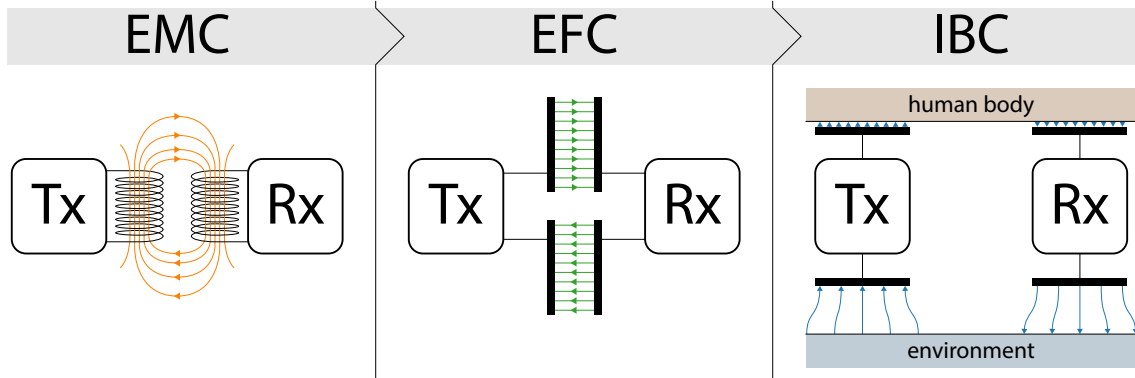 EMC
EFC
IBC
Tx
Rx
Tx
Rx
human body
Tx
Rx
environment